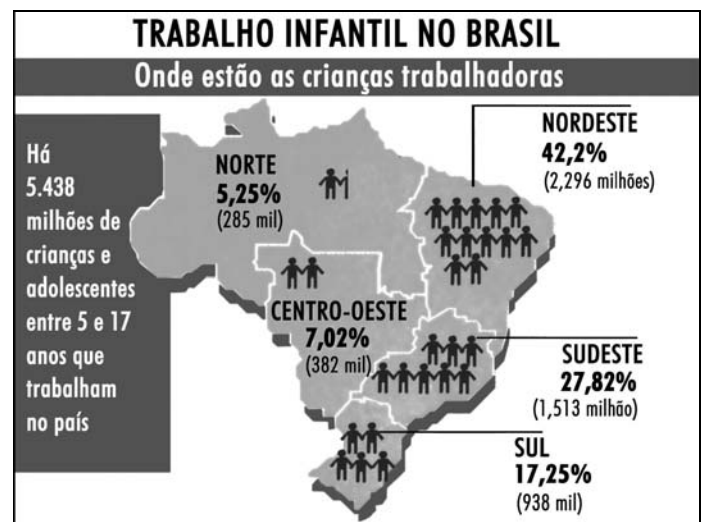 TRABALHO INFANTIL NO BRASIL
Onde estão as crianças trabalhadoras
Há
5.438
milhões de
crianças e
adolescentes
entre 5 e 17
anos que
trabalham
no país
NORTE
5,25%
(285 mil)
NORDESTE
42,2%
(2,296 milhões)
CENTRO-OESTE
7,02%
(382 mil)
SUDESTE
27,82%
(1,513 milhão)
SUL
17,25%
(938 mil)